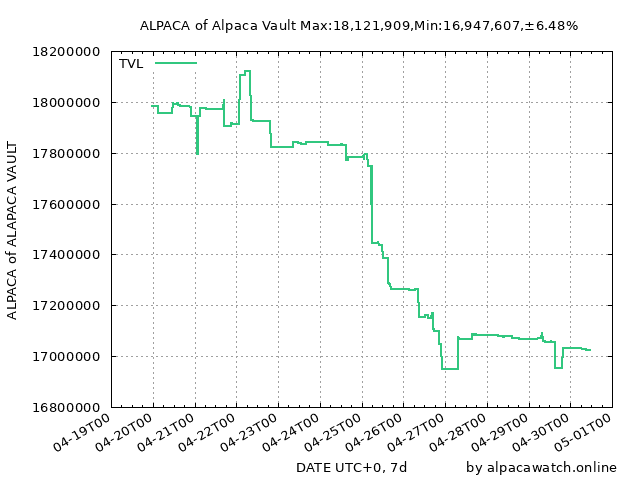 ALPACA of Alpaca Vault Max:18,121,909,Min:16,947,607,±6.48%
TVL
18200000
18000000
17800000
17600000
17400000
17200000
17000000
16800000
ALPACA of ALAPACA VAULT
04-19T00
04-20T00
04-21T00
04-22T00
04-23T00
04-24T00
04-25T00
04-26T00
04-27T00
04-28T00
04-29T00
04-30T00
05-01T00
DATE UTC+0, 7d
by alpacawatch.online